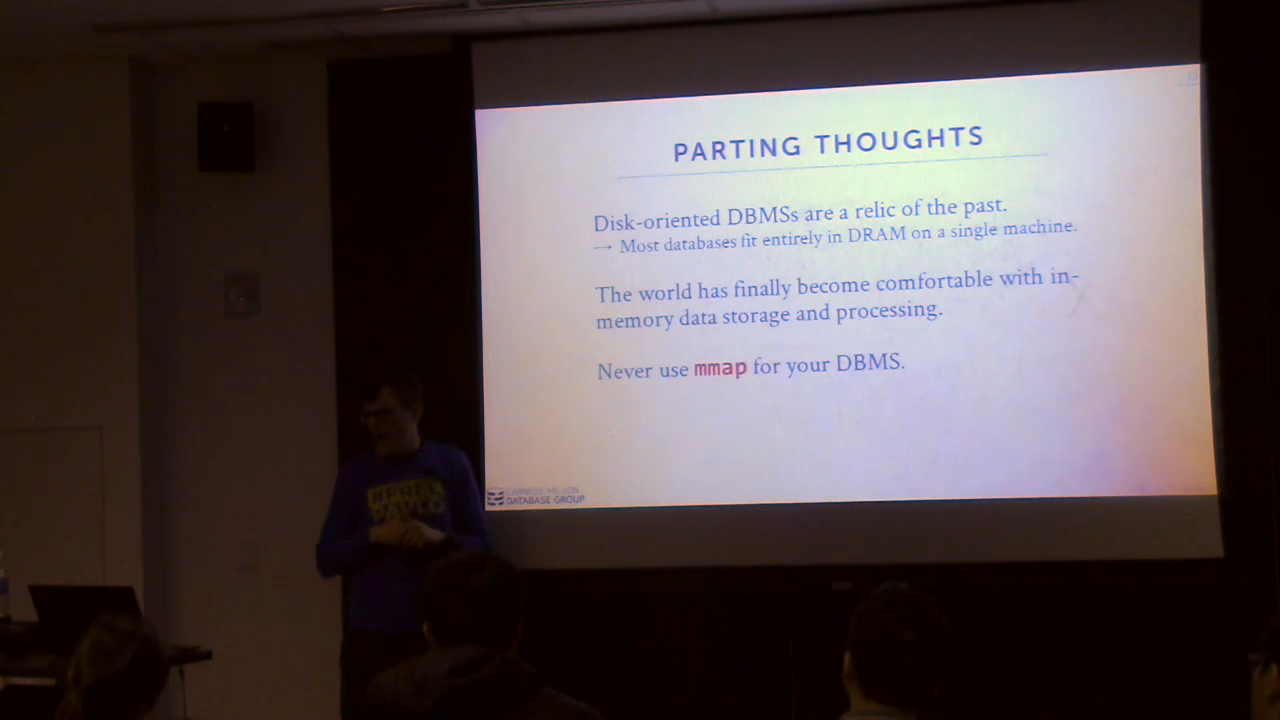 PARTING THOUGHTS
Disk-oriented DBMSs are a relic of the past.
→ Most databases fit entirely in DRAM on a single machine.
The world has finally become comfortable with in-
memory data storage and processing.
Never use mmap for your DBMS.
CARNEGIE MELLON
DATABASE GROUP
#FREE
PAVLO